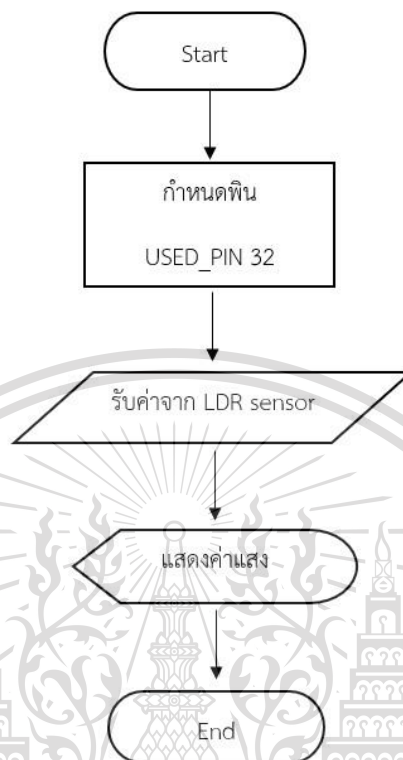 Start
กำหนดพิน
USED_PIN 32
รับค่าจาก LDR sensor
แสดงค่าแสง
End